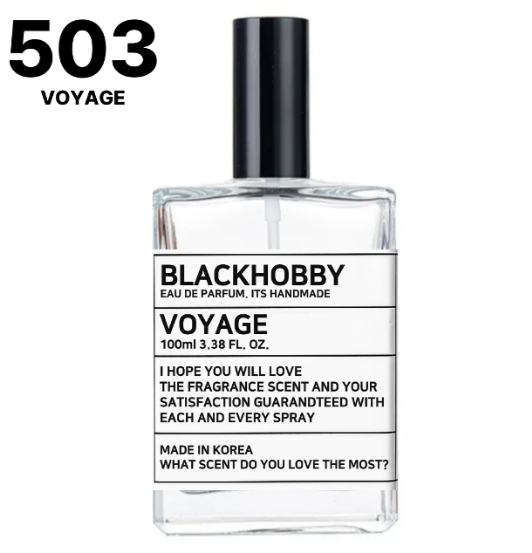 503
VOYAGE
BLACKHOBBY
EAU DE PARFUM, ITS HANDMADE
VOYAGE
100ml 3.38 FL. OZ.
I HOPE YOU WILL LOVE
THE FRAGRANCE SCENT AND YOUR
SATISFACTION GUARANDTEED WITH
EACH AND EVERY SPRAY
MADE IN KOREA
WHAT SCENT DO YOU LOVE THE MOST?